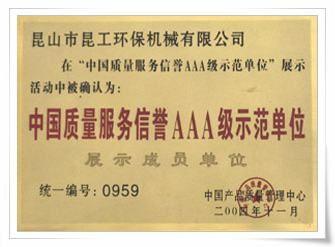 昆山市昆工环保机械有限公司
在“中国质量服务信誉AAA级示范单位”展示
活动中被确认为:
中国质量服务信誉AAA级示范单位
展示成员单位
统一编号:0959
中国产品质量管理中心
二00四年十一月